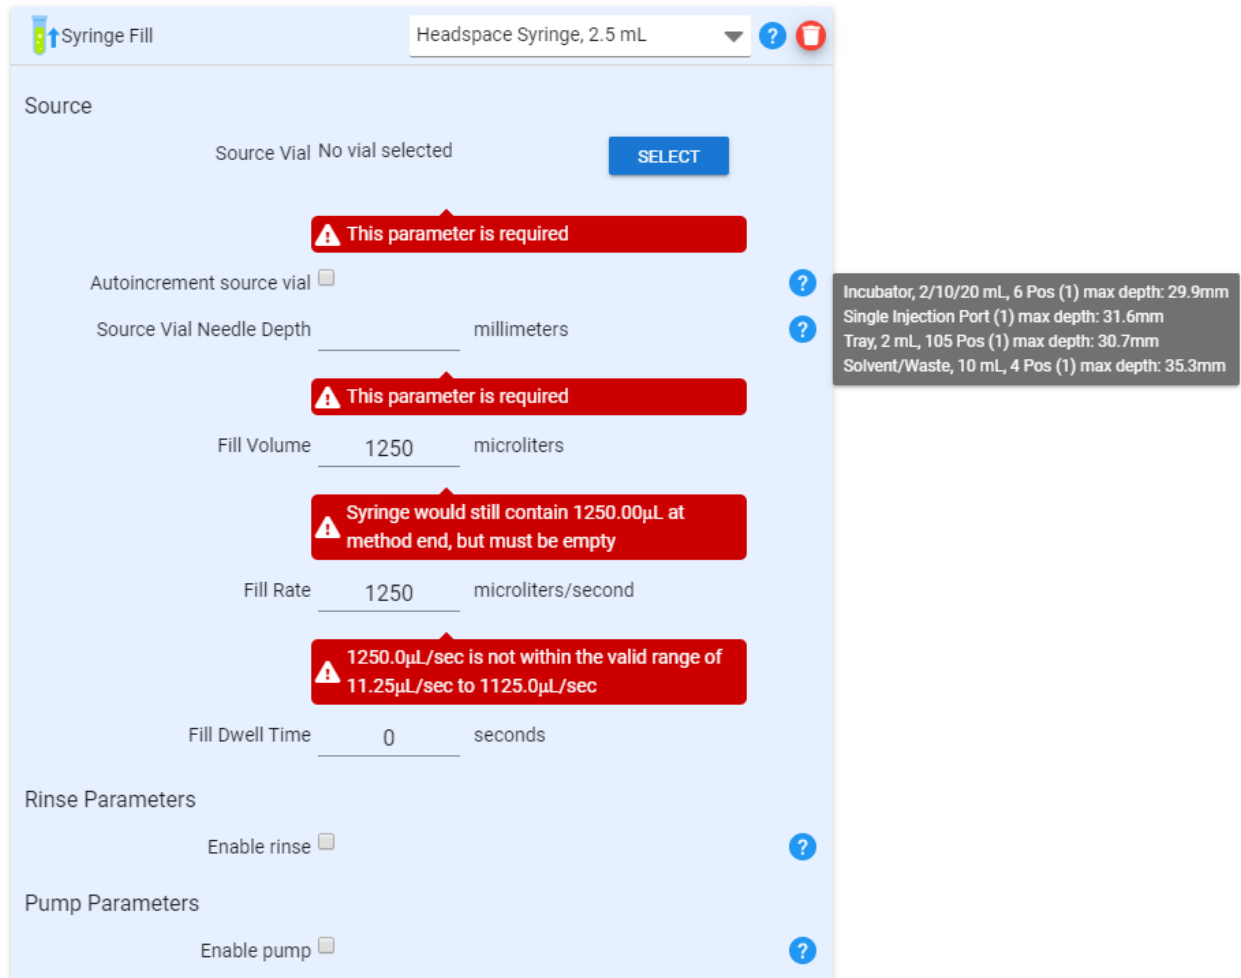 Syringe Fill
Headspace Syringe, 2.5 mL
?
Source
Source Vial No vial selected
SELECT
This parameter is required
Autoincrement source vial
?
Source Vial Needle Depth
millimeters
?
Incubator, 2/10/20 mL, 6 Pos (1) max depth: 29.9mm
Single Injection Port (1) max depth: 31.6mm
Tray, 2 mL, 105 Pos (1) max depth: 30.7mm
Solvent/Waste, 10 mL, 4 Pos (1) max depth: 35.3mm
This parameter is required
Fill Volume 1250 microliters
Syringe would still contain 1250.00µL at
method end, but must be empty
Fill Rate 1250 microliters/second
1250.0µL/sec is not within the valid range of
11.25µL/sec to 1125.0µL/sec
Fill Dwell Time 0 seconds
Rinse Parameters
Enable rinse
?
Pump Parameters
Enable pump
?